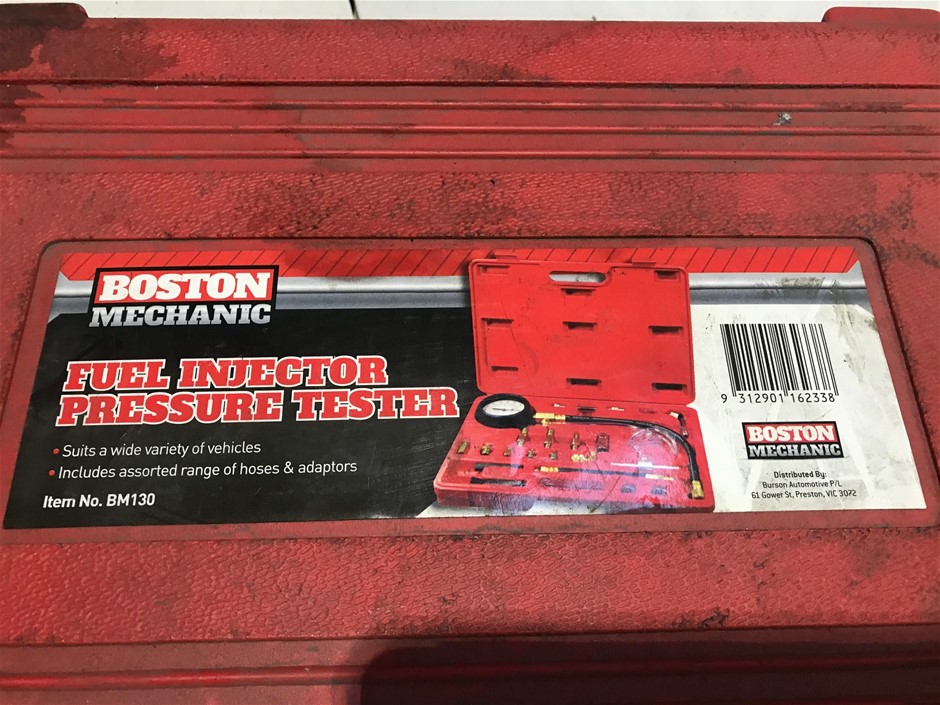 BOSTON
MECHANIC
FUEL INJECTOR
PRESSURE TESTER
• Suits a wide variety of vehicles
• Includes assorted range of hoses & adaptors
Item No. BM130
9 312901 162338
BOSTON
MECHANIC
Distributed By:
Burson Automotive P/L
61 Gower St, Preston, VIC 3072